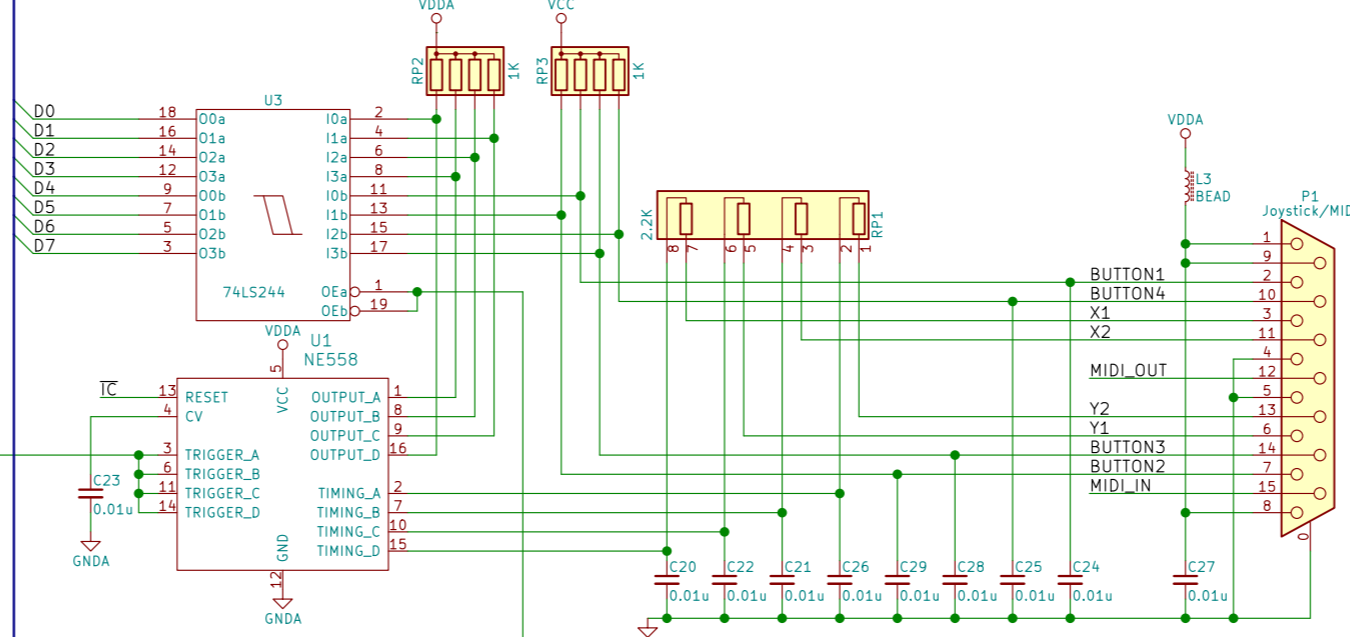 VDDA
VCC
RP2
1K
RP3
1K
U3
D0 18 O0a I0a 2
D1 16 O1a I1a 4
D2 14 O2a I2a 6
D3 12 O3a I3a 8
D4 9 O0b I0b 11
D5 7 O1b I1b 13
D6 5 O2b I2b 15
D7 3 O3b I3b 17
74LS244
OEa 1
OEb 19
2.2K
RP1
8 7 6 5 4 3 2 1
VDDA
L3
BEAD
P1
Joystick/MID
1
9
BUTTON1 2
BUTTON4 10
X1 3
X2 11
4
MIDI_OUT 12
5
Y2 13
Y1 6
BUTTON3 14
BUTTON2 7
MIDI_IN 15
8
0
VDDA
U1
NE558
5
VCC
IC
13 RESET OUTPUT_A 1
4 CV OUTPUT_B 8
OUTPUT_C 9
3 TRIGGER_A OUTPUT_D 16
6 TRIGGER_B
11 TRIGGER_C TIMING_A 2
14 TRIGGER_D TIMING_B 7
TIMING_C 10
TIMING_D 15
GND
12
GNDA
C23
0.01u
GNDA
C20 C22 C21 C26 C29 C28 C25 C24 C27
0.01u 0.01u 0.01u 0.01u 0.01u 0.01u 0.01u 0.01u 0.01u